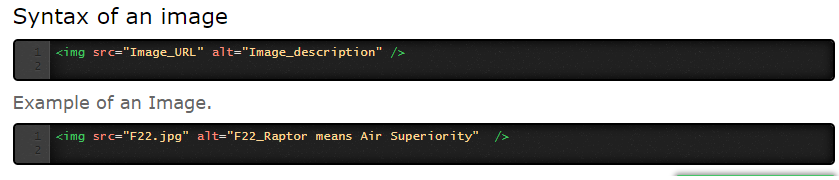 Syntax of an image
1 <img src="Image_URL" alt="Image_description" />
2
Example of an Image.
1 <img src="F22.jpg" alt="F22_Raptor means Air Superiority"  />
2